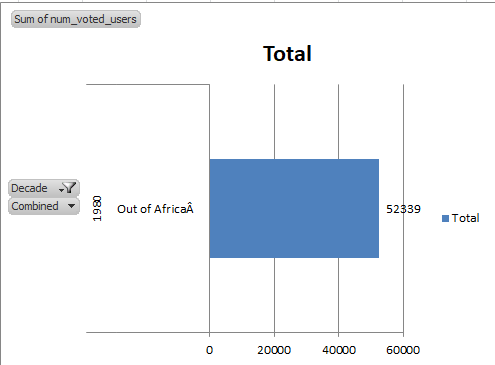 Sum of num_voted_users
Total
Decade
Combined
1980
Out of AfricaÂ
52339
Total
0 20000 40000 60000